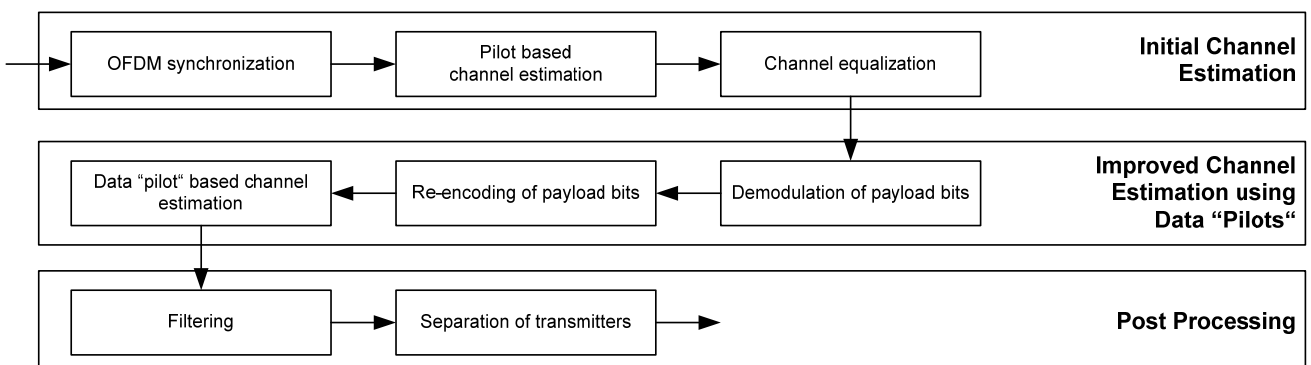 OFDM synchronization
Pilot based
channel estimation
Channel equalization
Initial Channel
Estimation
Data “pilot“ based channel
estimation
Re-encoding of payload bits
Demodulation of payload bits
Improved Channel
Estimation using
Data “Pilots“
Filtering
Separation of transmitters
Post Processing